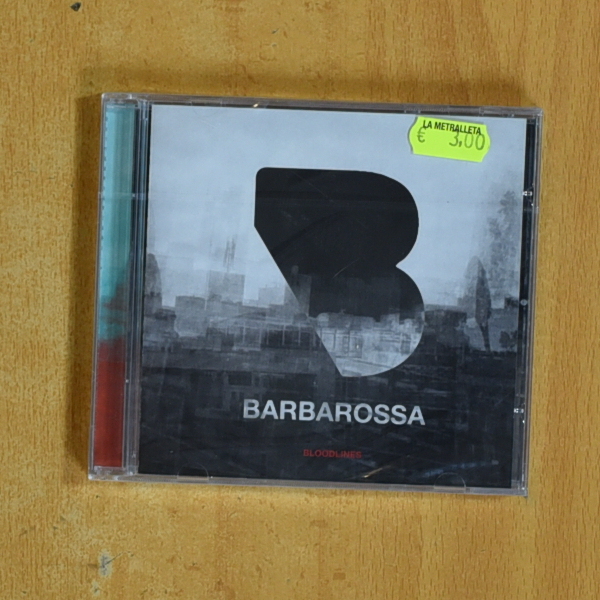 LA METRALLETA
€ 3,00
B
BARBAROSSA
BLOODLINES